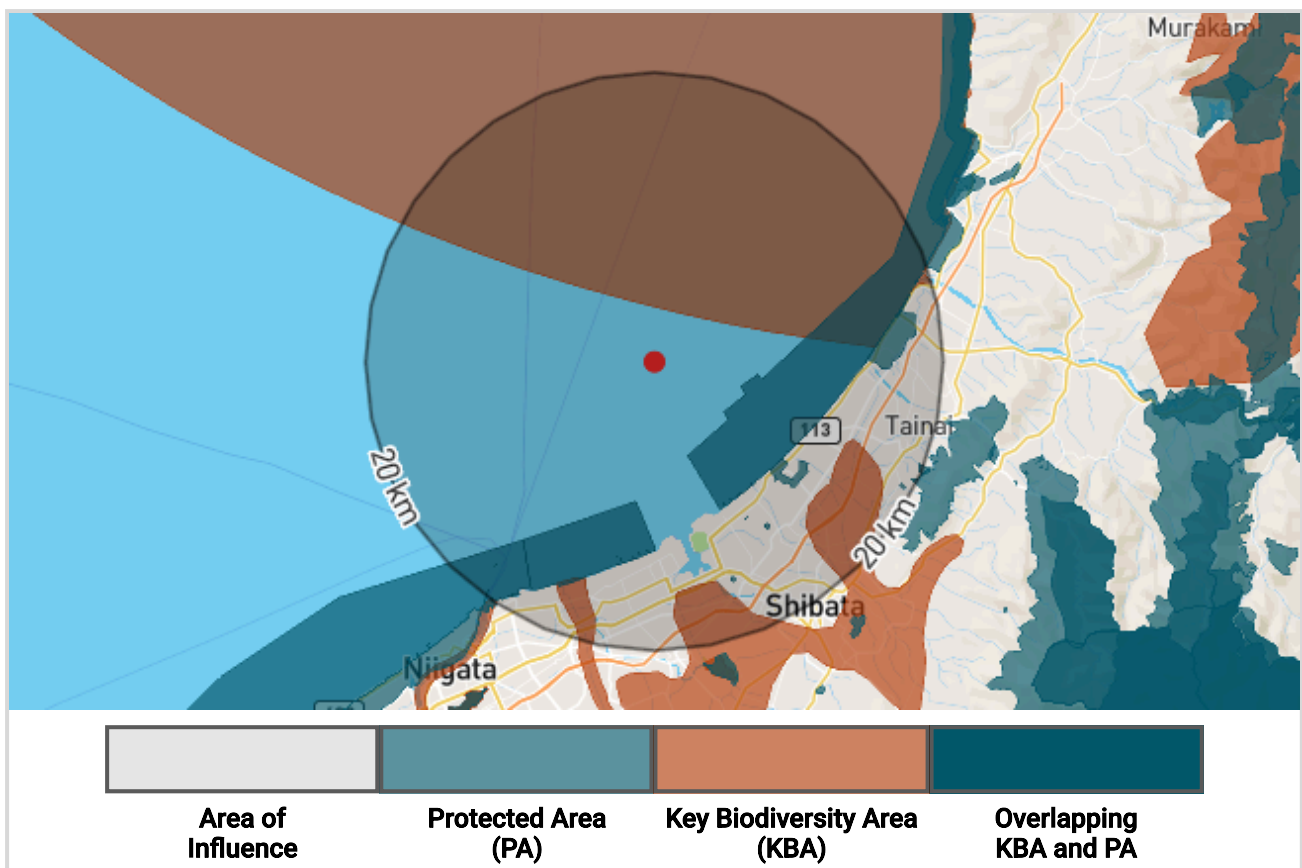 Murakami
113
Tainai
20 km
20 km
Shibata
Niigata
Area of
Influence
Protected Area
(PA)
Key Biodiversity Area
(KBA)
Overlapping
KBA and PA